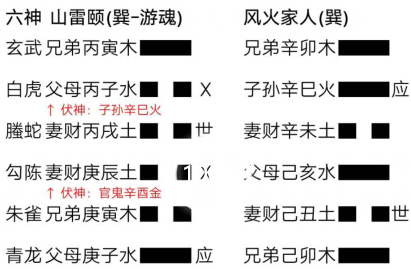 六神 山雷颐(巽-游魂) 风火家人(巽)
玄武 兄弟丙寅木 兄弟辛卯木
白虎 父母丙子水 X 子孙辛巳火 应
↑ 伏神：子孙辛巳火
螣蛇 妻财丙戌土 世 妻财辛未土
勾陈 妻财庚辰土 父母己亥水
↑ 伏神：官鬼辛酉金
朱雀 兄弟庚寅木 妻财己丑土 世
青龙 父母庚子水 应 兄弟己卯木